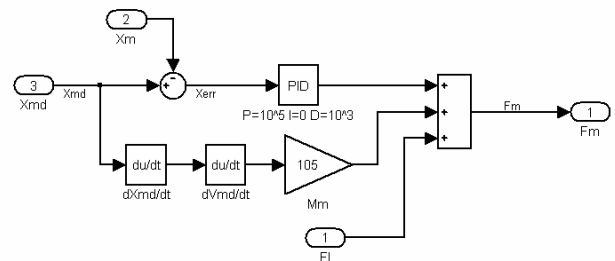 2
Xm
3
Xmd
Xmd
Xerr
PID
P=10^5 I=0 D=10^3
du/dt
dXmd/dt
du/dt
dVmd/dt
105
Mm
1
Fl
Fm
1
Fm